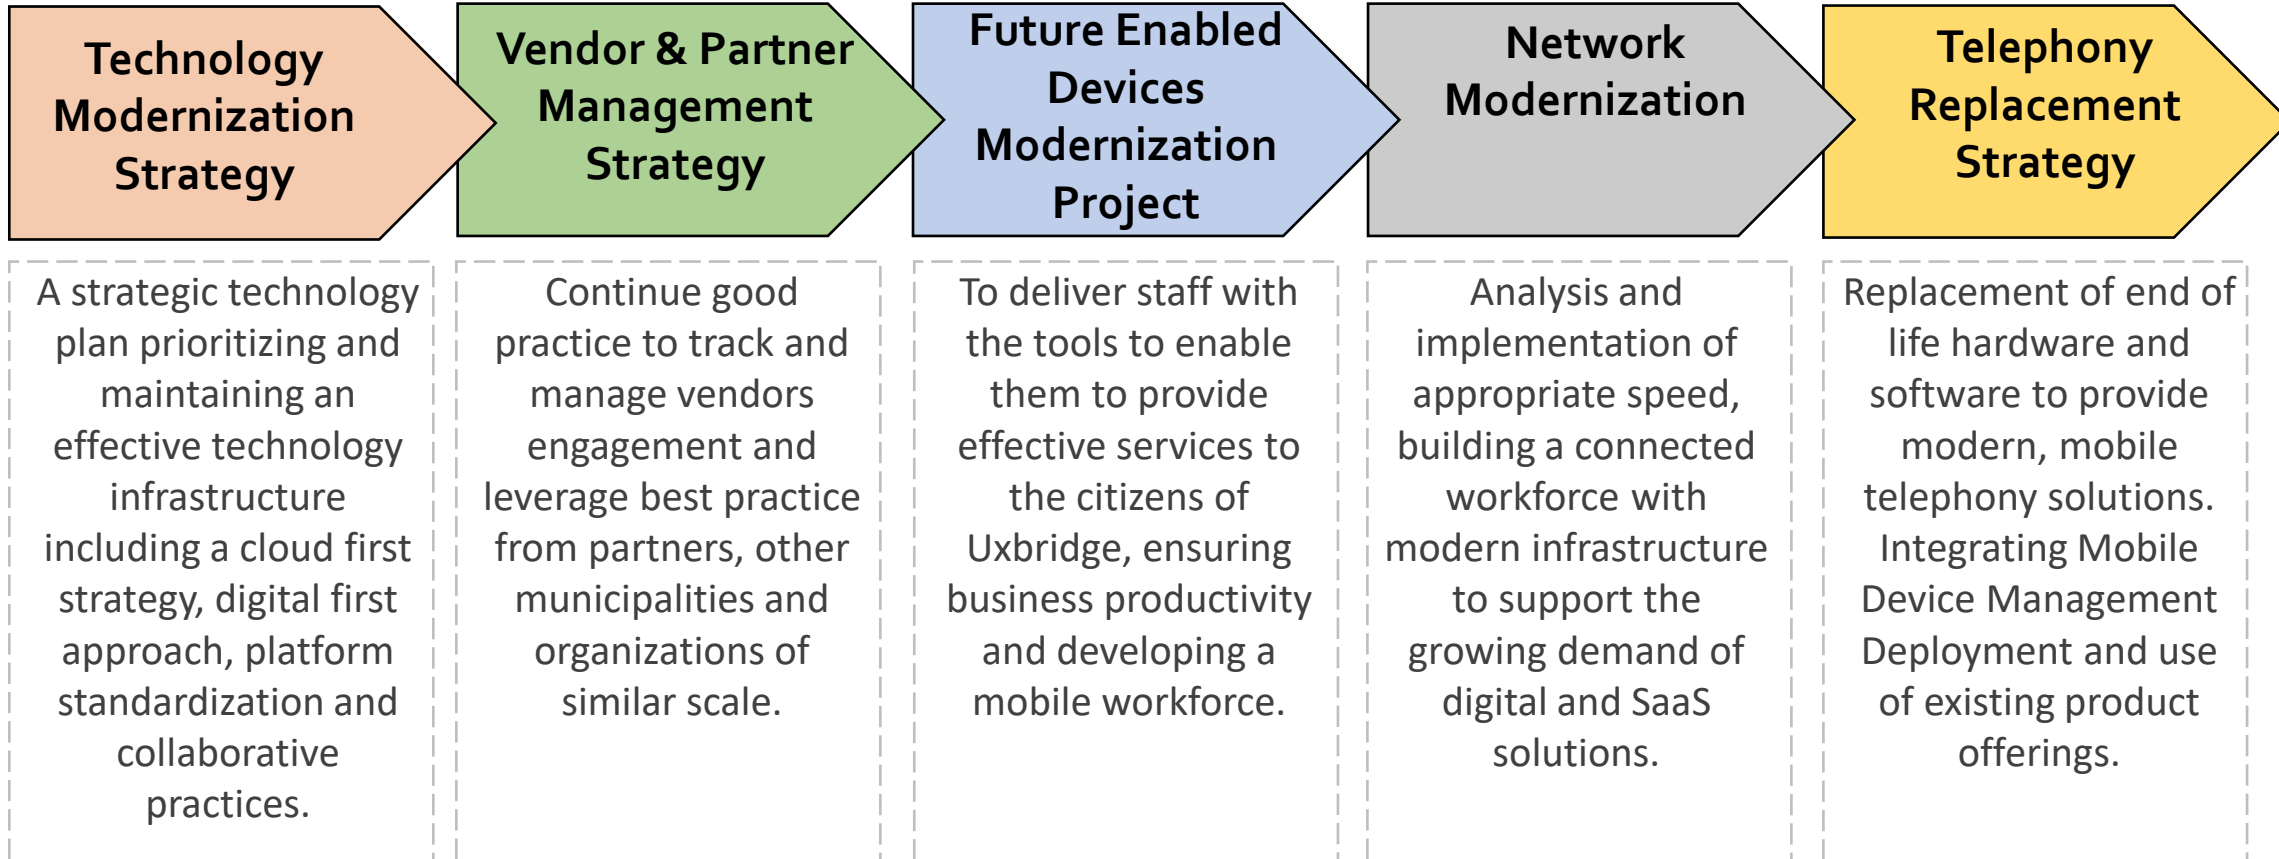 Technology
Modernization
Strategy
Vendor & Partner
Management
Strategy
Future Enabled
Devices
Modernization
Project
Network
Modernization
Telephony
Replacement
Strategy
A strategic technology
plan prioritizing and
maintaining an
effective technology
infrastructure
including a cloud first
strategy, digital first
approach, platform
standardization and
collaborative
practices.
Continue good
practice to track and
manage vendors
engagement and
leverage best practice
from partners, other
municipalities and
organizations of
similar scale.
To deliver staff with
the tools to enable
them to provide
effective services to
the citizens of
Uxbridge, ensuring
business productivity
and developing a
mobile workforce.
Analysis and
implementation of
appropriate speed,
building a connected
workforce with
modern infrastructure
to support the
growing demand of
digital and SaaS
solutions.
Replacement of end of
life hardware and
software to provide
modern, mobile
telephony solutions.
Integrating Mobile
Device Management
Deployment and use
of existing product
offerings.